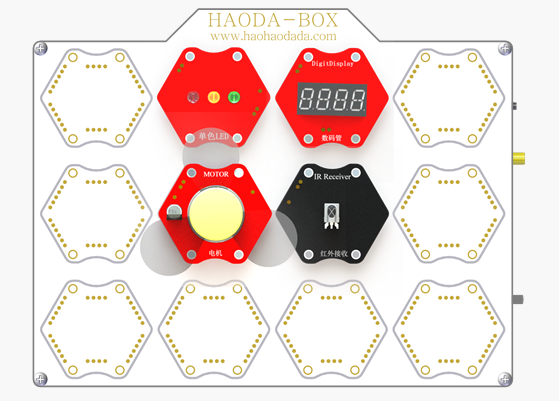 HAODA-BOX
www.haohaodada.com
DigitDisplay
单色LED
数码管
MOTOR
IR Receiver
电机
红外接收